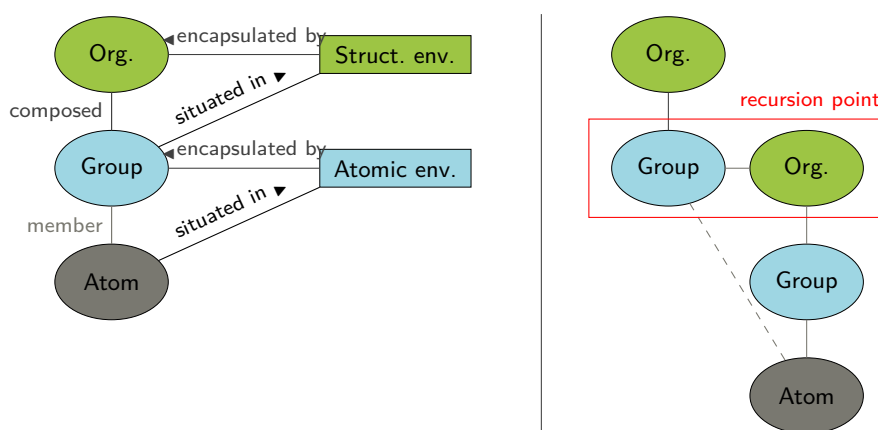 Org.
◀encapsulated by
Struct. env.
situated in ▶
composed
Group
◀encapsulated by
Atomic env.
situated in ▶
member
Atom
Org.
recursion point
Group
Org.
Group
Atom